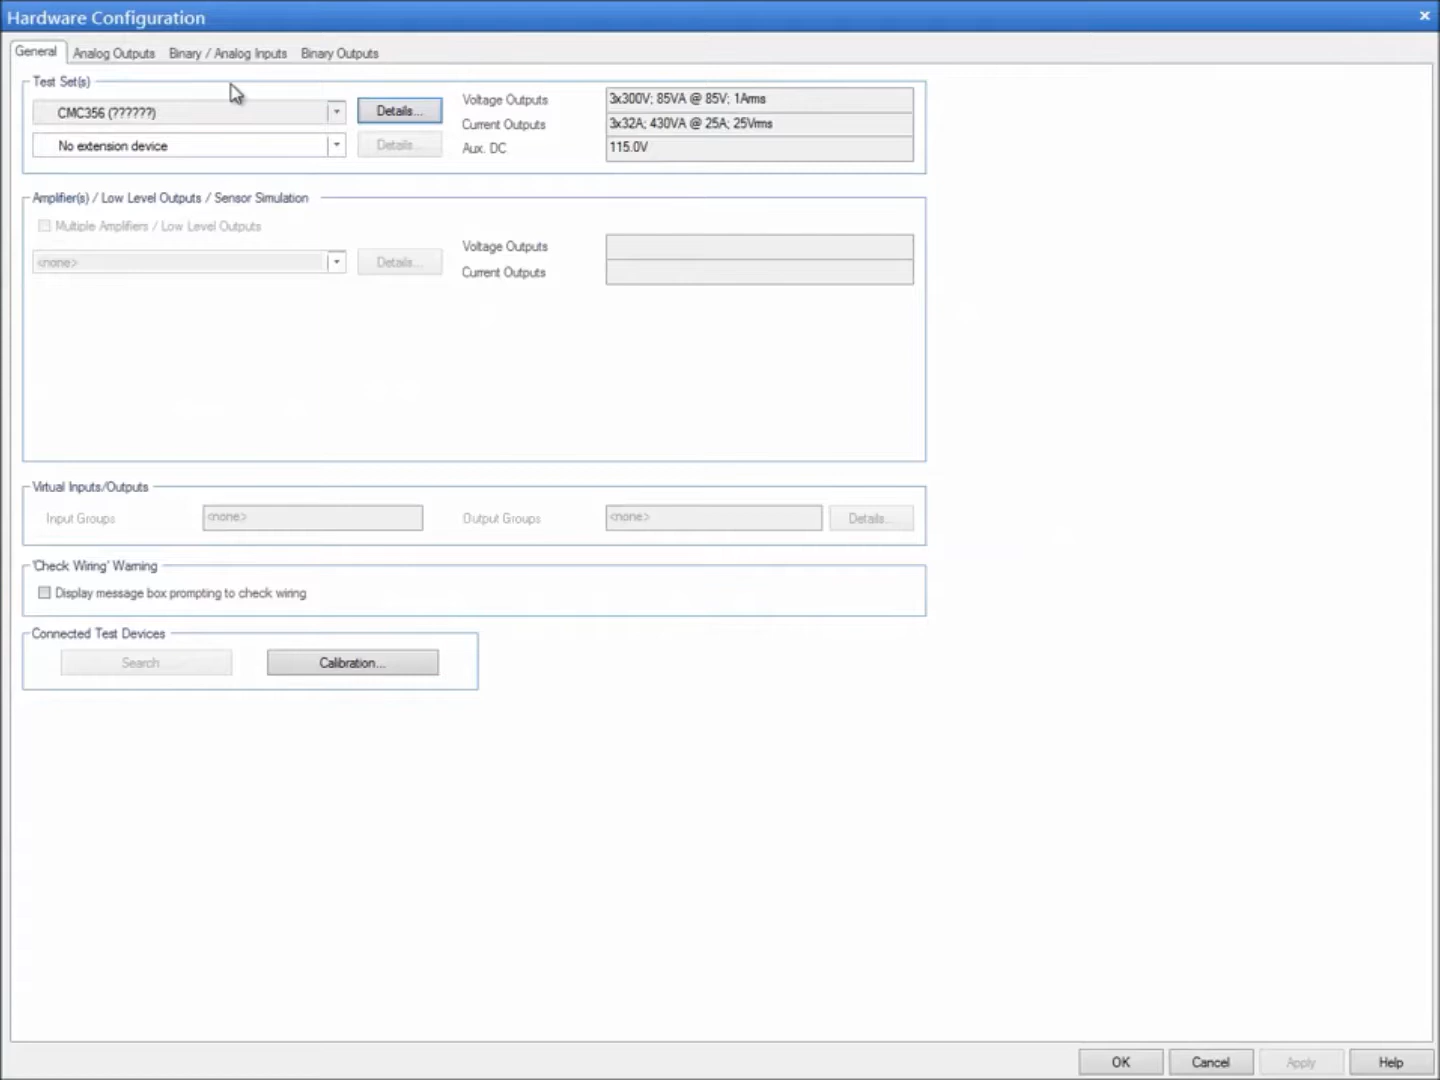 Hardware Configuration
General Analog Outputs Binary / Analog Inputs Binary Outputs
Test Set(s)
CMC356 (??????)
Details...
Voltage Outputs
3x300V; 85VA @ 85V; 1Arms
Current Outputs
3x32A; 430VA @ 25A; 25Vrms
No extension device
Details...
Aux. DC
115.0V
Amplifier(s) / Low Level Outputs / Sensor Simulation
Multiple Amplifiers / Low Level Outputs
<none>
Details...
Voltage Outputs
Current Outputs
Virtual Inputs/Outputs
Input Groups
<none>
Output Groups
<none>
Details...
'Check Wiring' Warning
Display message box prompting to check wiring
Connected Test Devices
Search
Calibration...
OK Cancel Apply Help